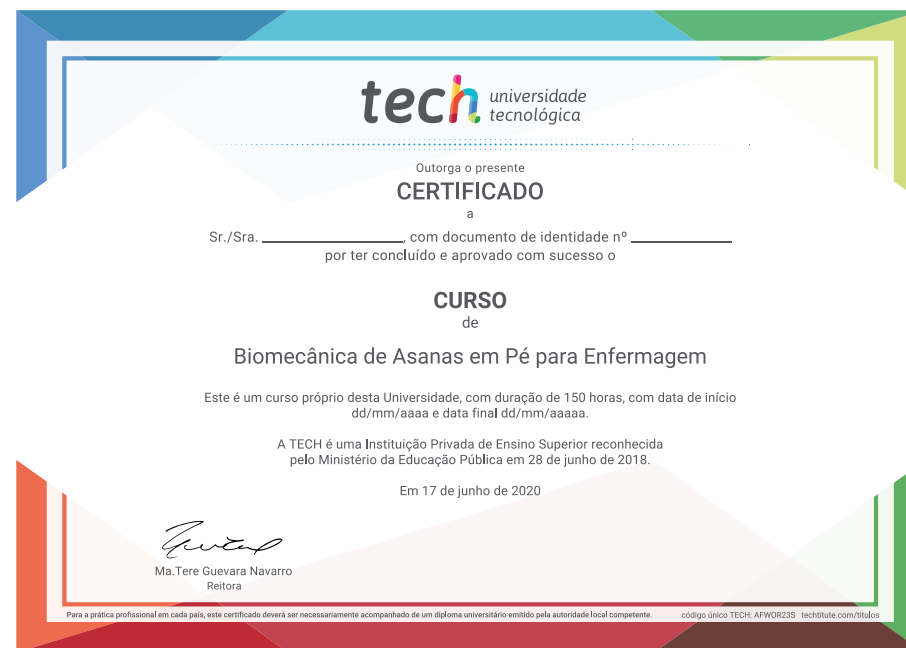 tech universidade
tecnológica
Outorga o presente
CERTIFICADO
a
Sr./Sra. ____________, com documento de identidade nº ____________
por ter concluído e aprovado com sucesso o
CURSO
de
Biomecânica de Asanas em Pé para Enfermagem
Este é um curso próprio desta Universidade, com duração de 150 horas, com data de início
dd/mm/aaaa e data final dd/mm/aaaaa.
A TECH é uma Instituição Privada de Ensino Superior reconhecida
pelo Ministério da Educação Pública em 28 de junho de 2018.
Em 17 de junho de 2020
Ma.Tere Guevara Navarro
Reitora
Para a prática profissional em cada país, este certificado deverá ser necessariamente acompanhado de um diploma universitário emitido pela autoridade local competente. código único TECH: AFWOR23S techtitute.com/titulos